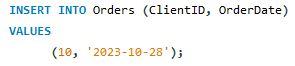 INSERT INTO Orders (ClientID, OrderDate)
VALUES
(10, '2023-10-28');